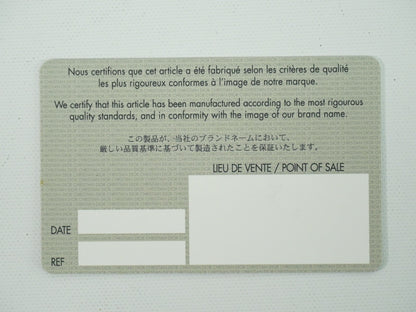 Nous certifions que cet article a été fabriqué selon les critères de qualité
les plus rigoureux conformes à l'image de notre marque.
We certify that this article has been manufactured according to the most rigourous
quality standards, and in conformity with the image of our brand name.
この製品が、当社のブランドネームにおいて、
厳しい品質基準に基づいて製造されたことを保証いたします。
LIEU DE VENTE / POINT OF SALE
DATE
REF